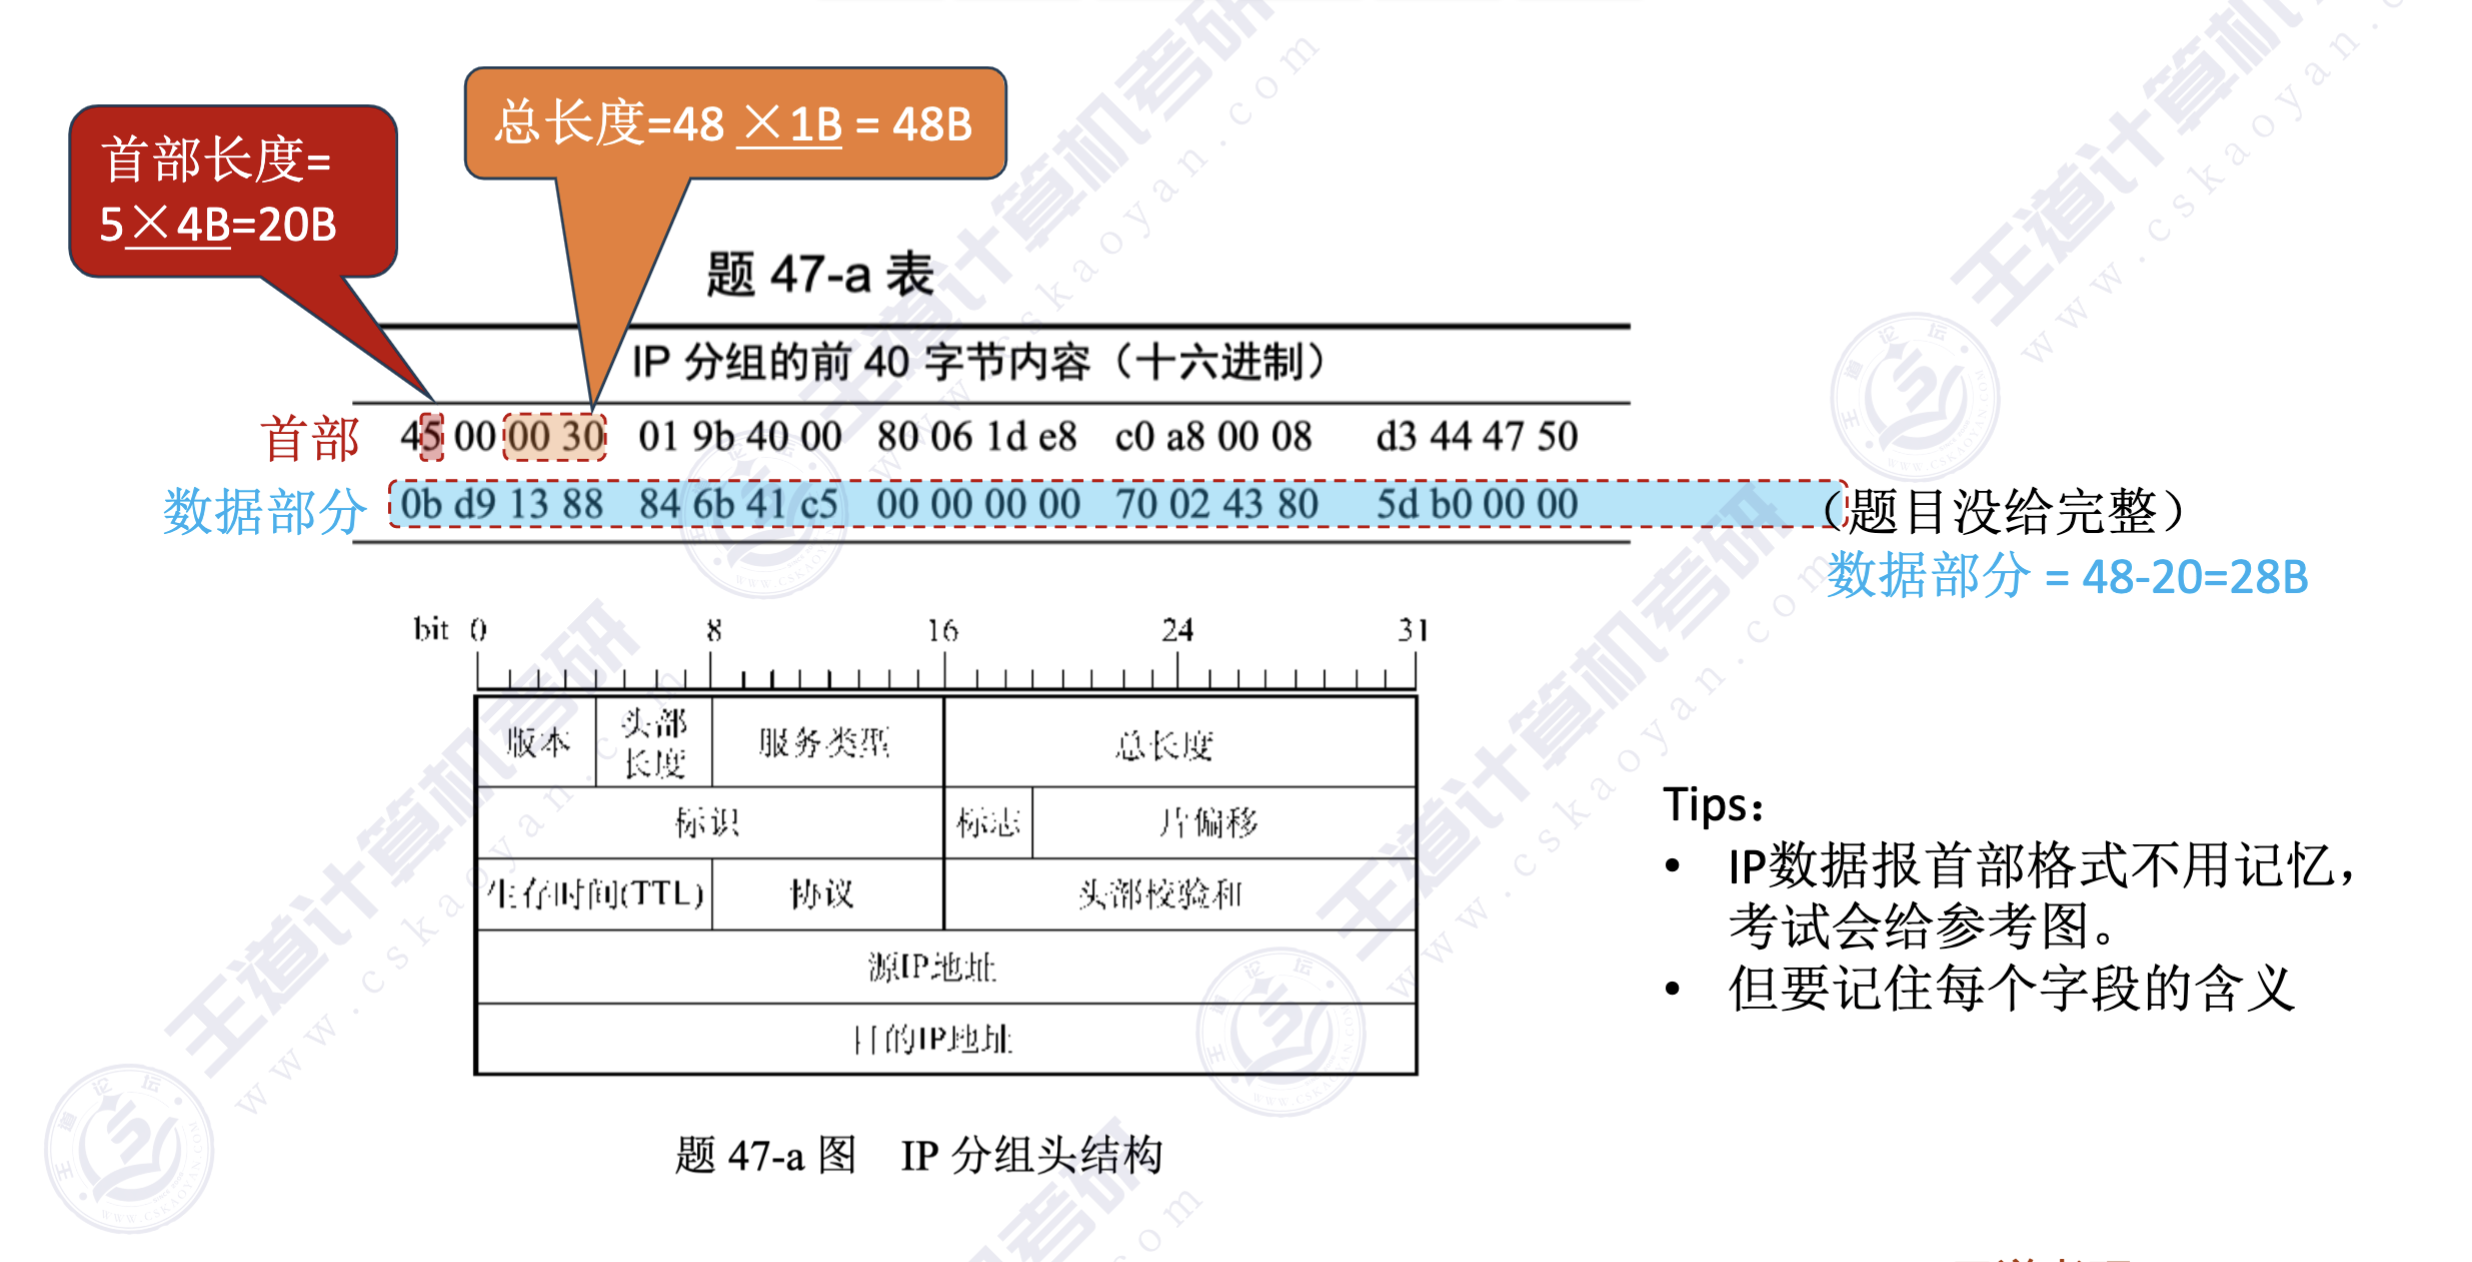 首部长度=
5×4B=20B
总长度=48 ×1B = 48B
题 47-a 表
IP 分组的前 40 字节内容（十六进制）
首部 45 00 00 30 01 9b 40 00 80 06 1d e8 c0 a8 00 08 d3 44 47 50
数据部分 0b d9 13 88 84 6b 41 c5 00 00 00 00 70 02 43 80 5d b0 00 00 （题目没给完整）
数据部分 = 48-20=28B
bit 0 8 16 24 31
版本 头部长度 服务类型 总长度
标识 标志 片偏移
生存时间(TTL) 协议 头部校验和
源IP地址
目的IP地址
题 47-a 图 IP 分组头结构
Tips：
• IP数据报首部格式不用记忆，
考试会给参考图。
• 但要记住每个字段的含义
王道计算机考研
www.cskaoyan.com